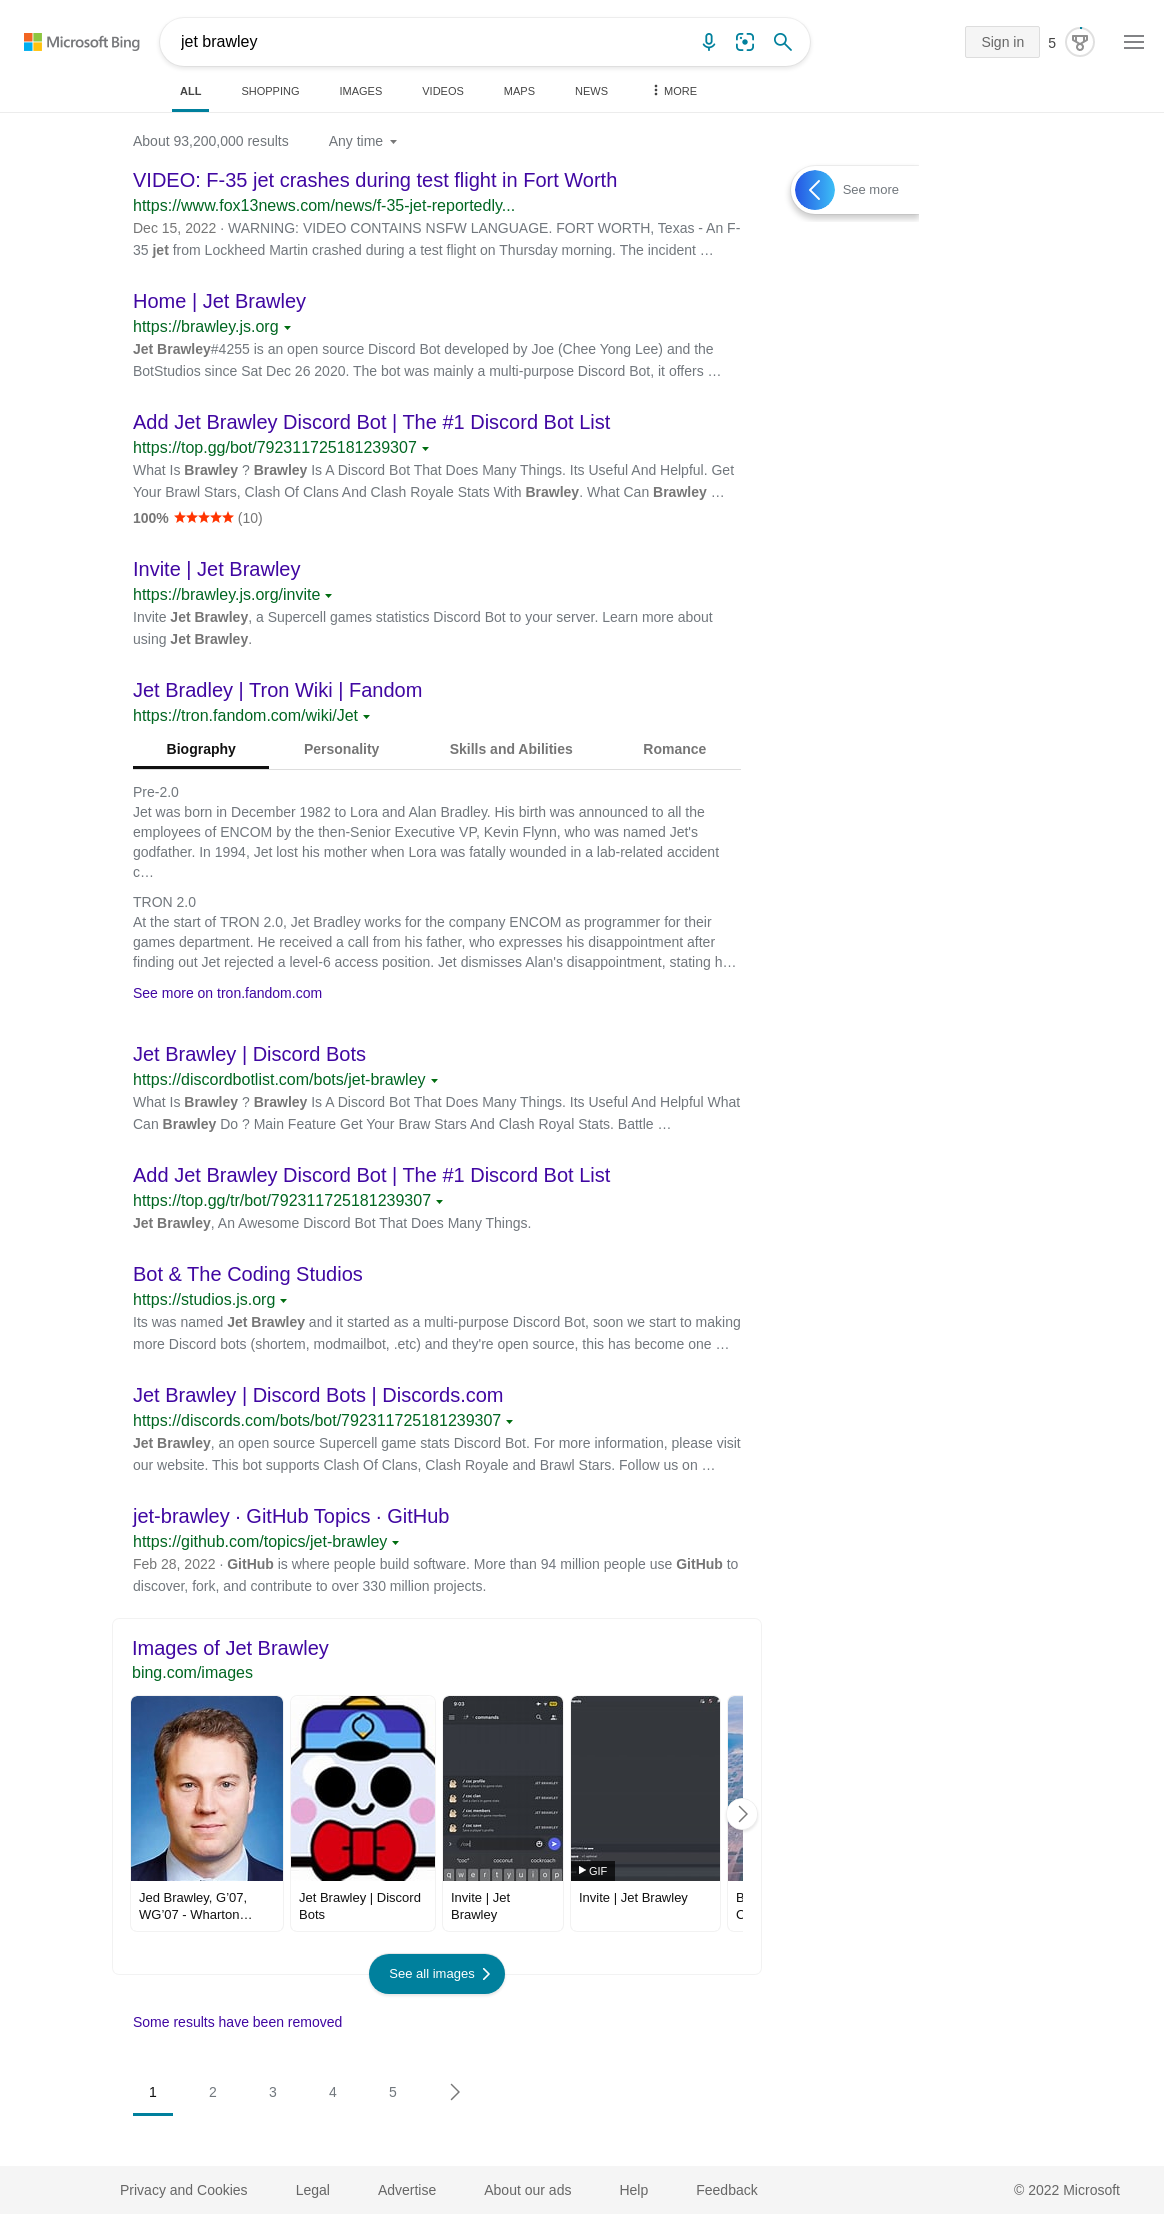 Microsoft Bing
jet brawley
Sign in
5
ALL
SHOPPING
IMAGES
VIDEOS
MAPS
NEWS
MORE
About 93,200,000 results
Any time
VIDEO: F-35 jet crashes during test flight in Fort Worth
https://www.fox13news.com/news/f-35-jet-reportedly...
Dec 15, 2022 · WARNING: VIDEO CONTAINS NSFW LANGUAGE. FORT WORTH, Texas - An F-
35 jet from Lockheed Martin crashed during a test flight on Thursday morning. The incident …
See more
Home | Jet Brawley
https://brawley.js.org
Jet Brawley#4255 is an open source Discord Bot developed by Joe (Chee Yong Lee) and the
BotStudios since Sat Dec 26 2020. The bot was mainly a multi-purpose Discord Bot, it offers …
Add Jet Brawley Discord Bot | The #1 Discord Bot List
https://top.gg/bot/792311725181239307
What Is Brawley ? Brawley Is A Discord Bot That Does Many Things. Its Useful And Helpful. Get
Your Brawl Stars, Clash Of Clans And Clash Royale Stats With Brawley. What Can Brawley …
100% ★★★★★ (10)
Invite | Jet Brawley
https://brawley.js.org/invite
Invite Jet Brawley, a Supercell games statistics Discord Bot to your server. Learn more about
using Jet Brawley.
Jet Bradley | Tron Wiki | Fandom
https://tron.fandom.com/wiki/Jet
Biography
Personality
Skills and Abilities
Romance
Pre-2.0
Jet was born in December 1982 to Lora and Alan Bradley. His birth was announced to all the
employees of ENCOM by the then-Senior Executive VP, Kevin Flynn, who was named Jet's
godfather. In 1994, Jet lost his mother when Lora was fatally wounded in a lab-related accident
c…
TRON 2.0
At the start of TRON 2.0, Jet Bradley works for the company ENCOM as programmer for their
games department. He received a call from his father, who expresses his disappointment after
finding out Jet rejected a level-6 access position. Jet dismisses Alan's disappointment, stating h…
See more on tron.fandom.com
Jet Brawley | Discord Bots
https://discordbotlist.com/bots/jet-brawley
What Is Brawley ? Brawley Is A Discord Bot That Does Many Things. Its Useful And Helpful What
Can Brawley Do ? Main Feature Get Your Braw Stars And Clash Royal Stats. Battle …
Add Jet Brawley Discord Bot | The #1 Discord Bot List
https://top.gg/tr/bot/792311725181239307
Jet Brawley, An Awesome Discord Bot That Does Many Things.
Bot & The Coding Studios
https://studios.js.org
Its was named Jet Brawley and it started as a multi-purpose Discord Bot, soon we start to making
more Discord bots (shortem, modmailbot, .etc) and they're open source, this has become one …
Jet Brawley | Discord Bots | Discords.com
https://discords.com/bots/bot/792311725181239307
Jet Brawley, an open source Supercell game stats Discord Bot. For more information, please visit
our website. This bot supports Clash Of Clans, Clash Royale and Brawl Stars. Follow us on …
jet-brawley · GitHub Topics · GitHub
https://github.com/topics/jet-brawley
Feb 28, 2022 · GitHub is where people build software. More than 94 million people use GitHub to
discover, fork, and contribute to over 330 million projects.
Images of Jet Brawley
bing.com/images
9:03
commands
/ coc profile
JET BRAWLEY
/ coc clan
JET BRAWLEY
/ coc members
JET BRAWLEY
/ coc save
JET BRAWLEY
/coc
"coc" coconut cockroach
q w e r t y u i o p
GIF
Jed Brawley, G’07,
WG’07 - Wharton…
Jet Brawley | Discord
Bots
Invite | Jet
Brawley
Invite | Jet Brawley
See all images
Some results have been removed
1
2
3
4
5
Privacy and Cookies
Legal
Advertise
About our ads
Help
Feedback
© 2022 Microsoft